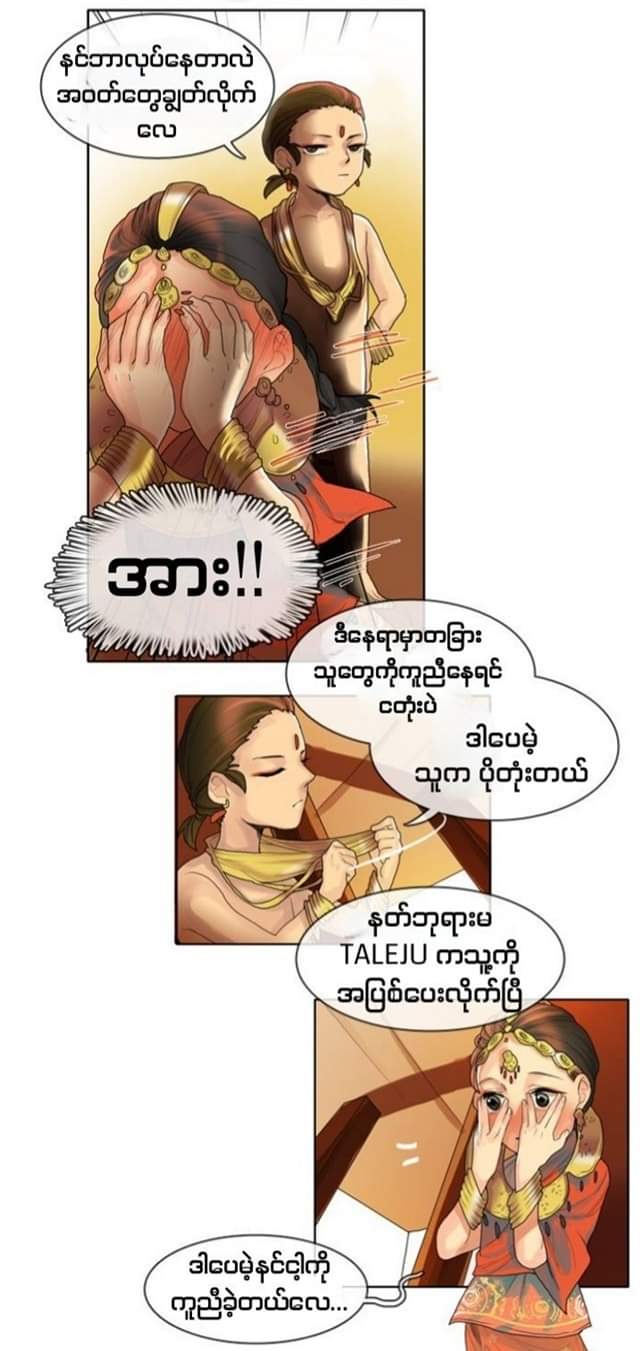 နင်ဘာလုပ်နေတာလဲ
အဝတ်တွေချွတ်လိုက်
လေ
အား!!
ဒီနေရာမှာတခြား
သူတွေကိုကူညီနေရင်
တေုံးပဲ
ဒါပေမဲ့
သူက ပိုတုံးတယ်
နတ်ဘုရားမ
TALEJU ကသူ့ကို
အပြစ်ပေးလိုက်ပြီ
ဒါပေမဲ့နင်ငါ့ကို
ကူညီခဲ့တယ်လေ...